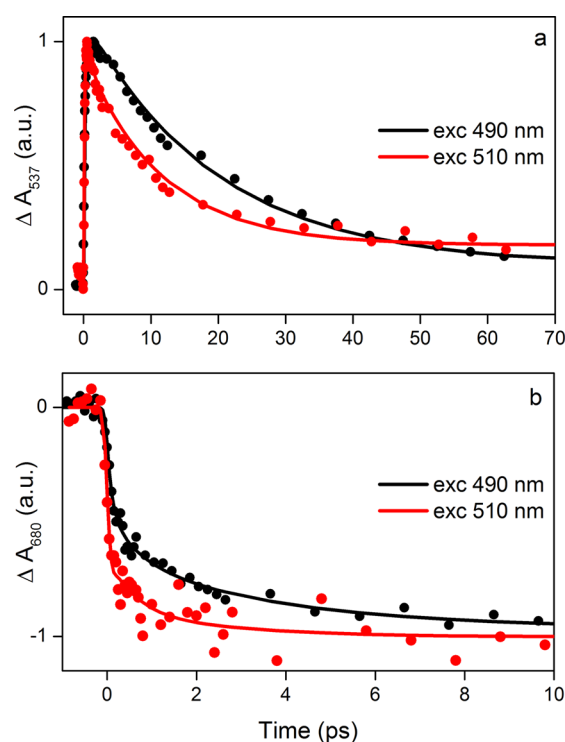 a
1
0
Δ A537 (a.u.)
exc 490 nm
exc 510 nm
0 10 20 30 40 50 60 70
b
0
-1
Δ A680 (a.u.)
exc 490 nm
exc 510 nm
0 2 4 6 8 10
Time (ps)